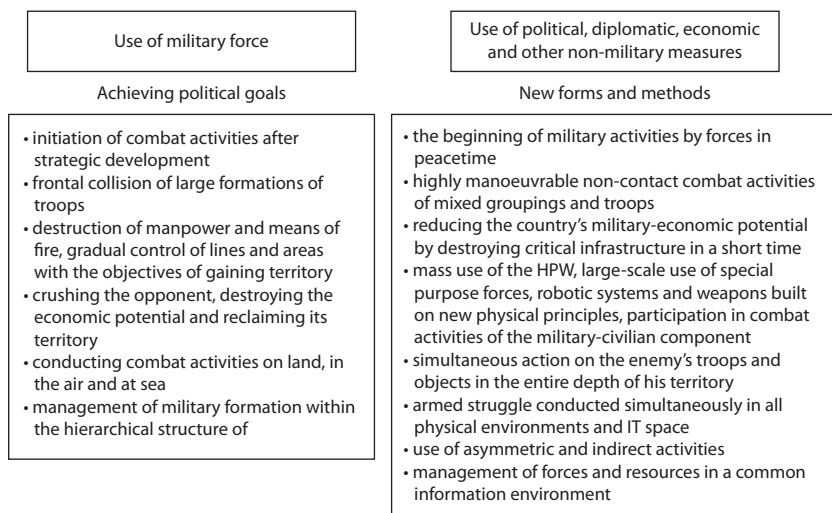 Use of military force
Achieving political goals
• initiation of combat activities after
strategic development
• frontal collision of large formations of
troops
• destruction of manpower and means of
fire, gradual control of lines and areas
with the objectives of gaining territory
• crushing the opponent, destroying the
economic potential and reclaiming its
territory
• conducting combat activities on land, in
the air and at sea
• management of military formation within
the hierarchical structure of
Use of political, diplomatic, economic
and other non-military measures
New forms and methods
• the beginning of military activities by forces in
peacetime
• highly manoeuvrable non-contact combat activities
of mixed groupings and troops
• reducing the country’s military-economic potential
by destroying critical infrastructure in a short time
• mass use of the HPW, large-scale use of special
purpose forces, robotic systems and weapons built
on new physical principles, participation in combat
activities of the military-civilian component
• simultaneous action on the enemy’s troops and
objects in the entire depth of his territory
• armed struggle conducted simultaneously in all
physical environments and IT space
• use of asymmetric and indirect activities
• management of forces and resources in a common
information environment